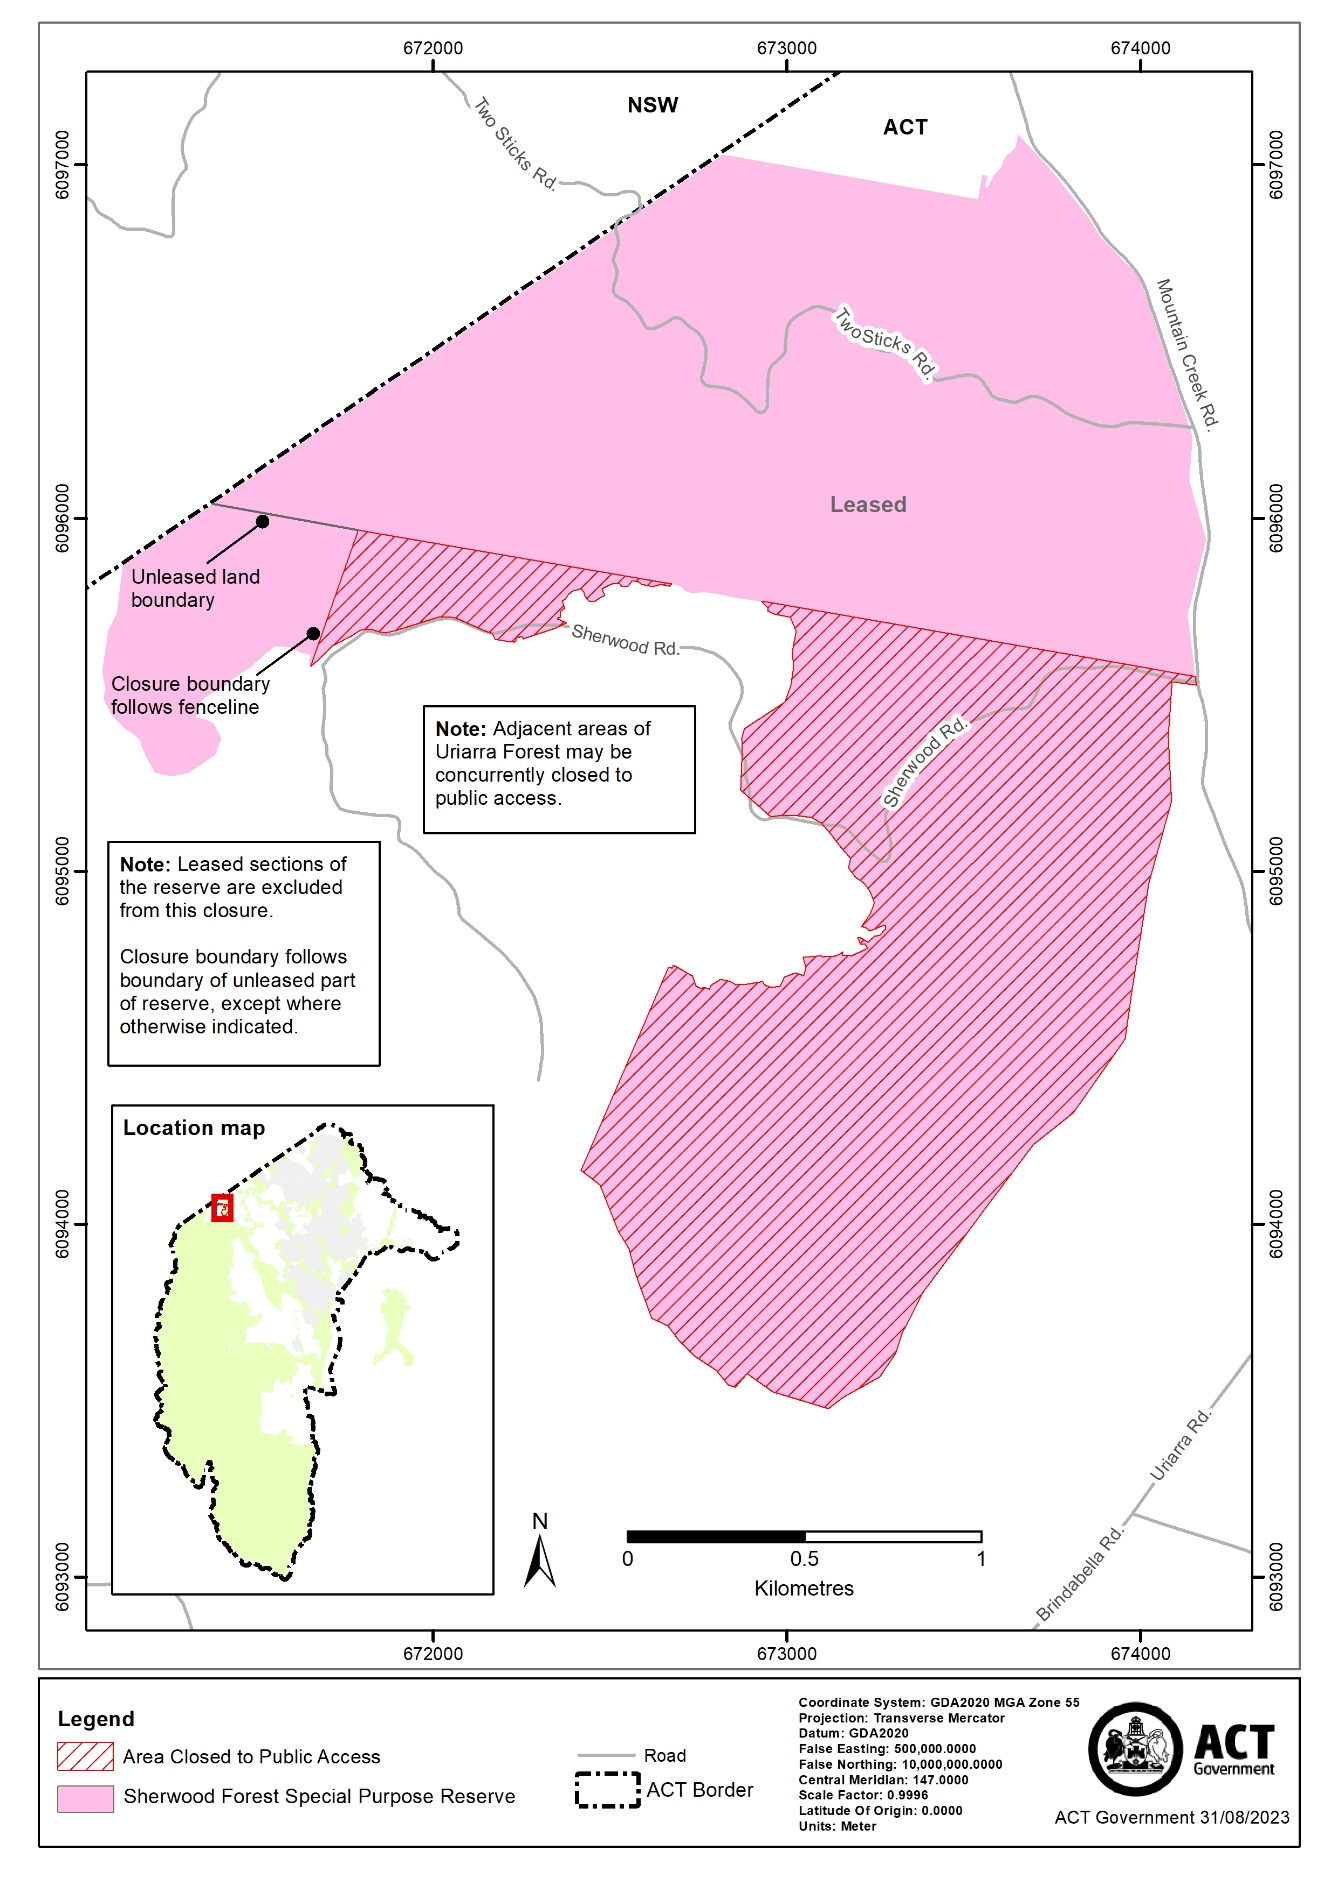 672000
673000
674000
NSW
ACT
Two Sticks Rd.
6097000
6097000
Mountain Creek Rd.
TwoSticks Rd.
Leased
6096000
6096000
Unleased land
boundary
Sherwood Rd.
Closure boundary
follows fenceline
Note: Adjacent areas of
Uriarra Forest may be
concurrently closed to
public access.
Sherwood Rd.
Note: Leased sections of
the reserve are excluded
from this closure.
Closure boundary follows
boundary of unleased part
of reserve, except where
otherwise indicated.
6095000
6095000
Location map
6094000
6094000
Uriarra Rd.
Brindabella Rd.
N
0
0.5
1
Kilometres
6093000
6093000
672000
673000
674000
Legend
Area Closed to Public Access
Sherwood Forest Special Purpose Reserve
Road
ACT Border
Coordinate System: GDA2020 MGA Zone 55
Projection: Transverse Mercator
Datum: GDA2020
False Easting: 500,000.0000
False Northing: 10,000,000.0000
Central Meridian: 147.0000
Scale Factor: 0.9996
Latitude Of Origin: 0.0000
Units: Meter
ACT
Government
ACT Government 31/08/2023